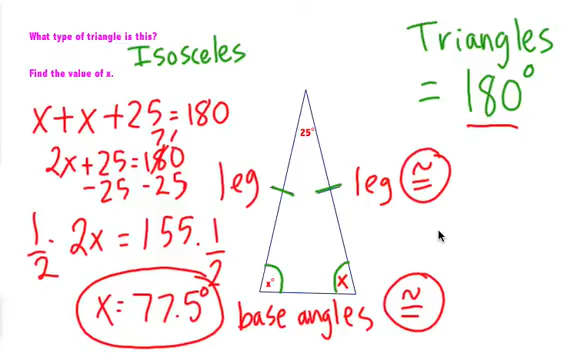 What type of triangle is this?
Isosceles
Find the value of x.
Triangles
= 180°
x + x + 25 = 180
2x + 25 = 180
-25 -25
1/2 · 2x = 155 · 1/2
x = 77.5°
25°
leg
leg ≅
x°
x
base angles ≅